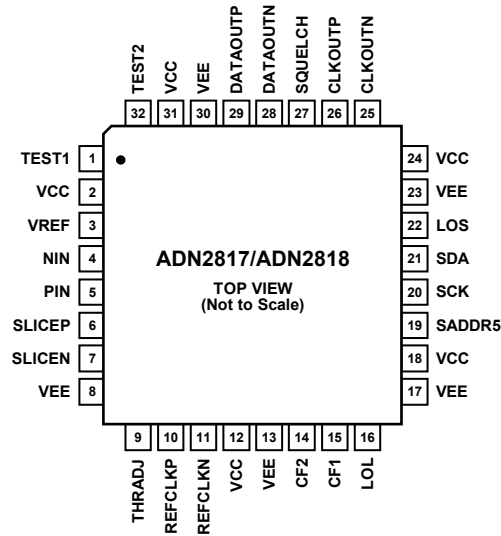 TEST2
VCC
VEE
DATAOUTP
DATAOUTN
SQUELCH
CLKOUTP
CLKOUTN
32
31
30
29
28
27
26
25
TEST1 1
VCC 2
VREF 3
NIN 4
PIN 5
SLICEP 6
SLICEN 7
VEE 8
ADN2817/ADN2818
TOP VIEW
(Not to Scale)
24 VCC
23 VEE
22 LOS
21 SDA
20 SCK
19 SADDR5
18 VCC
17 VEE
9
10
11
12
13
14
15
16
THRADJ
REFCLKP
REFCLKN
VCC
VEE
CF2
CF1
LOL